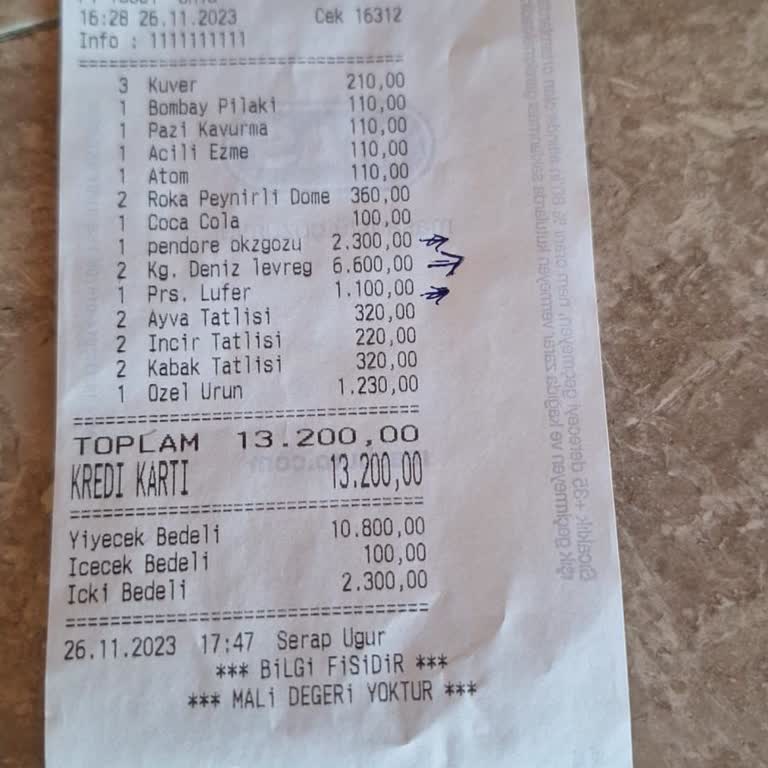 16:28 26.11.2023 Cek 16312
Info : 1111111111
3 Kuver 210,00
1 Bombay Pilaki 110,00
1 Pazi Kavurma 110,00
1 Acili Ezme 110,00
1 Atom 110,00
2 Roka Peynirli Dome 360,00
1 Coca Cola 100,00
1 pendore okzgozu 2.300,00
2 Kg. Deniz levreg 6.600,00
1 Prs. Lufer 1.100,00
2 Ayva Tatlisi 320,00
2 Incir Tatlisi 220,00
2 Kabak Tatlisi 320,00
1 Ozel Urun 1.230,00
TOPLAM 13.200,00
KREDI KARTI 13.200,00
Yiyecek Bedeli 10.800,00
Icecek Bedeli 100,00
Icki Bedeli 2.300,00
26.11.2023 17:47 Serap Ugur
*** BiLGi FiSiDiR ***
*** MALi DEGERi YOKTUR ***